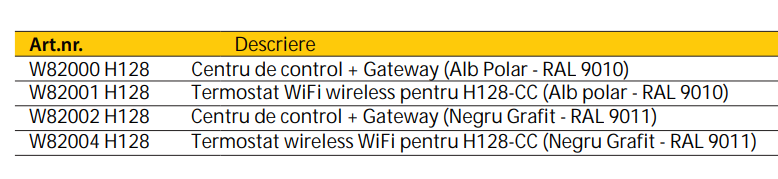 Art.nr. Descriere
W82000 H128 Centru de control + Gateway (Alb Polar - RAL 9010)
W82001 H128 Termostat WiFi wireless pentru H128-CC (Alb polar - RAL 9010)
W82002 H128 Centru de control + Gateway (Negru Grafit - RAL 9011)
W82004 H128 Termostat wireless WiFi pentru H128-CC (Negru Grafit - RAL 9011)